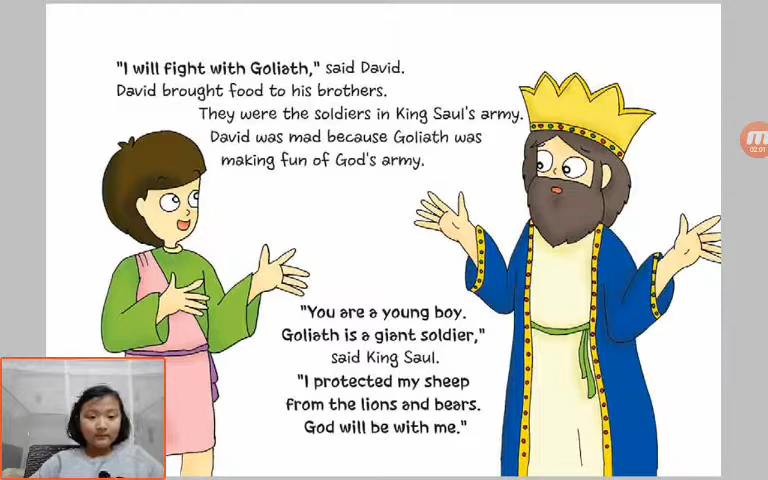 "I will fight with Goliath," said David.
David brought food to his brothers.
They were the soldiers in King Saul's army.
David was mad because Goliath was
making fun of God's army.
"You are a young boy.
Goliath is a giant soldier,"
said King Saul.
"I protected my sheep
from the lions and bears.
God will be with me."
M
02:01